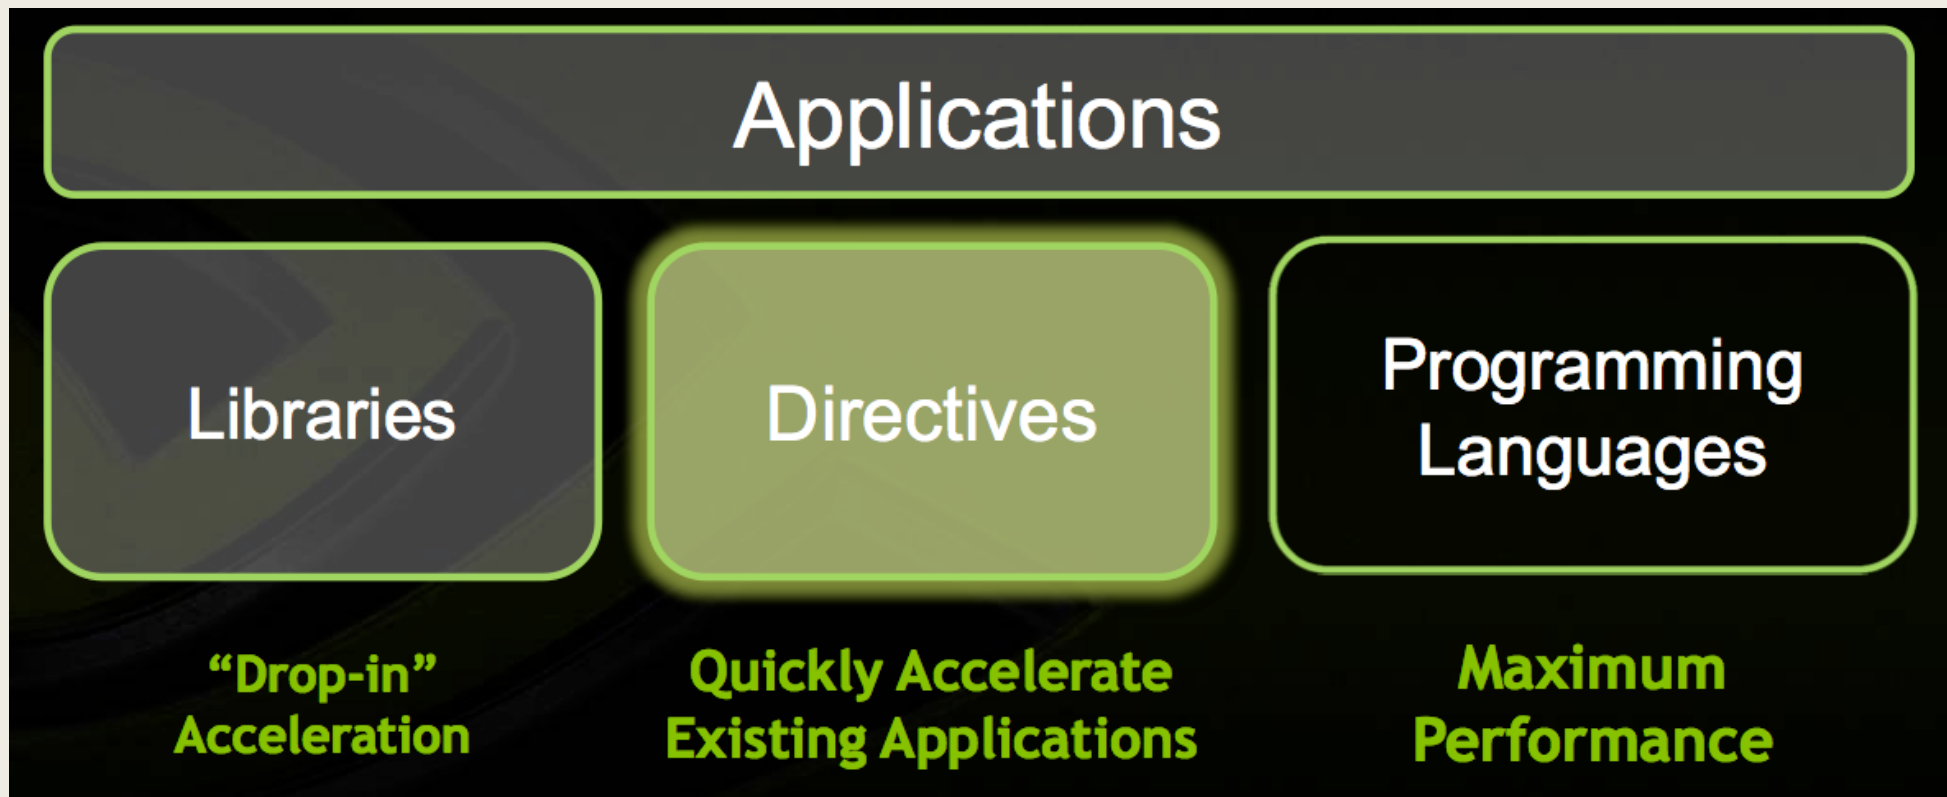 Applications
Libraries
Directives
Programming
Languages
“Drop-in”
Acceleration
Quickly Accelerate
Existing Applications
Maximum
Performance